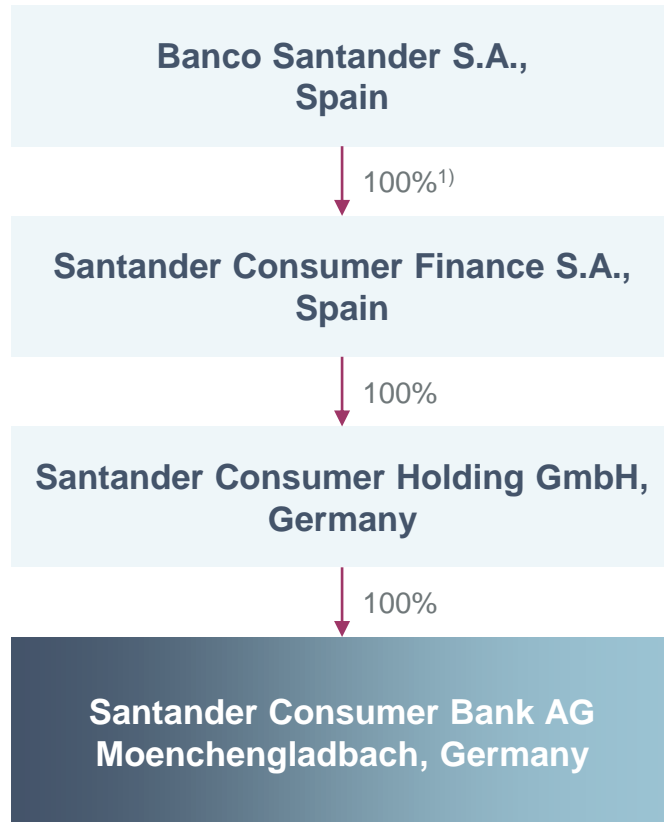 Banco Santander S.A.,
Spain
100%1)
Santander Consumer Finance S.A.,
Spain
100%
Santander Consumer Holding GmbH,
Germany
100%
Santander Consumer Bank AG
Moenchengladbach, Germany